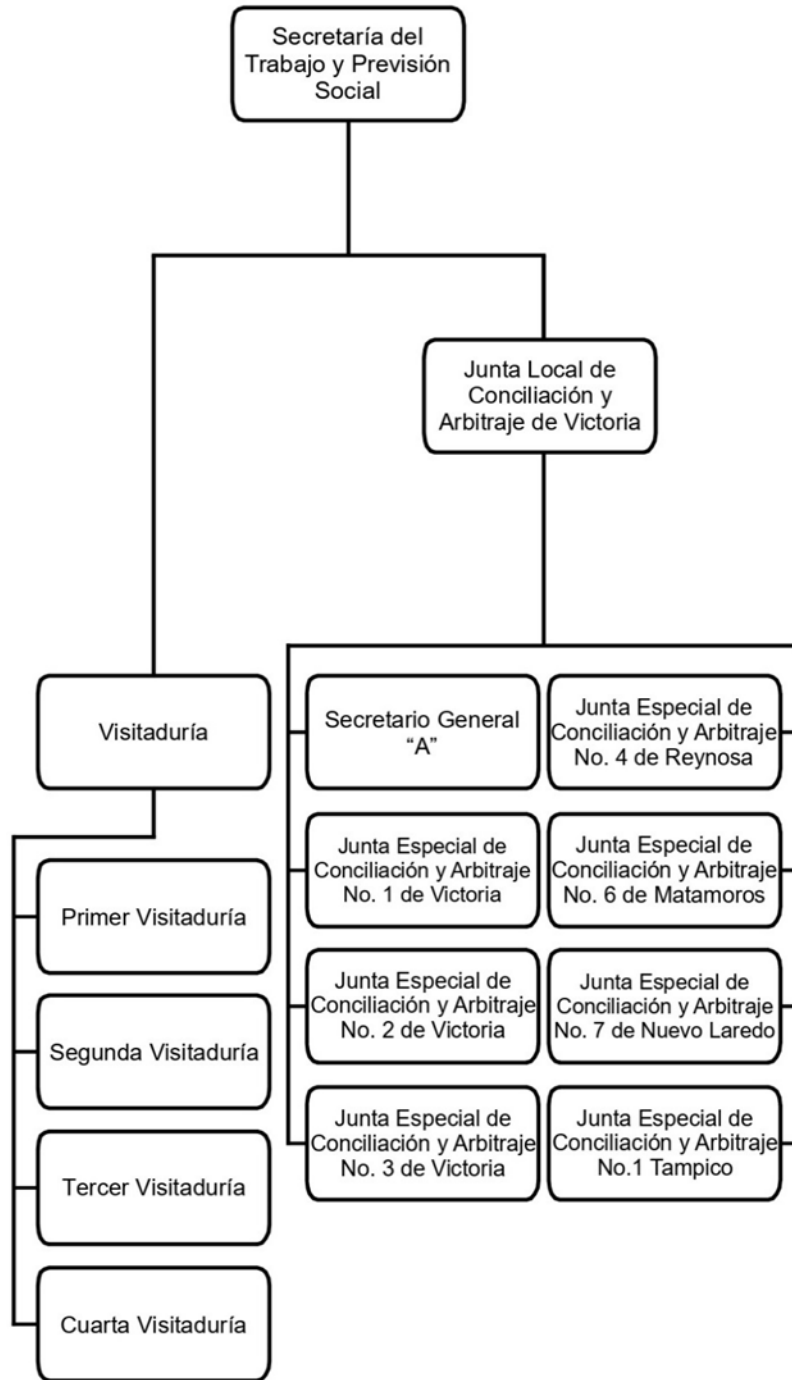 Secretaría del
Trabajo y Previsión
Social
Junta Local de
Conciliación y
Arbitraje de Victoria
Visitaduría
Primer Visitaduría
Segunda Visitaduría
Tercer Visitaduría
Cuarta Visitaduría
Secretario General
“A”
Junta Especial de
Conciliación y Arbitraje
No. 1 de Victoria
Junta Especial de
Conciliación y Arbitraje
No. 2 de Victoria
Junta Especial de
Conciliación y Arbitraje
No. 3 de Victoria
Junta Especial de
Conciliación y Arbitraje
No. 4 de Reynosa
Junta Especial de
Conciliación y Arbitraje
No. 6 de Matamoros
Junta Especial de
Conciliación y Arbitraje
No. 7 de Nuevo Laredo
Junta Especial de
Conciliación y Arbitraje
No.1 Tampico